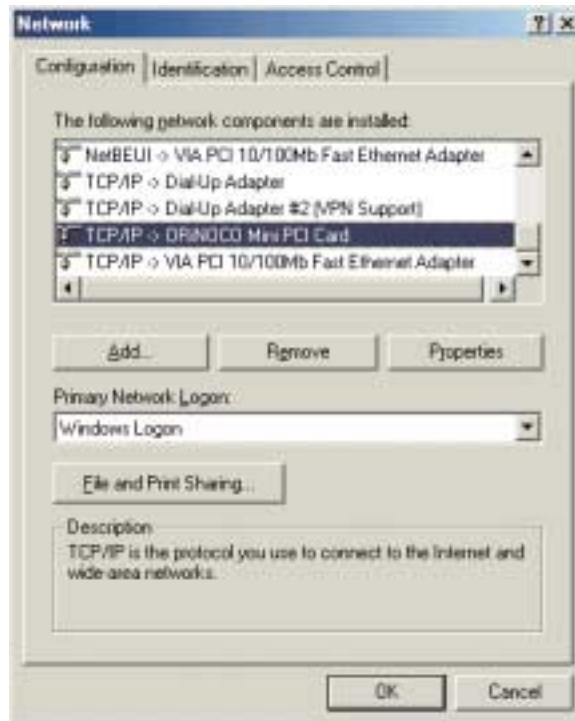 Network
Configuration Identification Access Control
The following network components are installed:
NetBEUI -> VIA PCI 10/100Mb Fast Ethernet Adapter
TCP/IP -> Dial-Up Adapter
TCP/IP -> Dial-Up Adapter #2 (VPN Support)
TCP/IP -> ORiNOCO Mini PCI Card
TCP/IP -> VIA PCI 10/100Mb Fast Ethernet Adapter
Add... Remove Properties
Primary Network Logon:
Windows Logon
File and Print Sharing...
Description
TCP/IP is the protocol you use to connect to the Internet and
wide-area networks.
OK Cancel